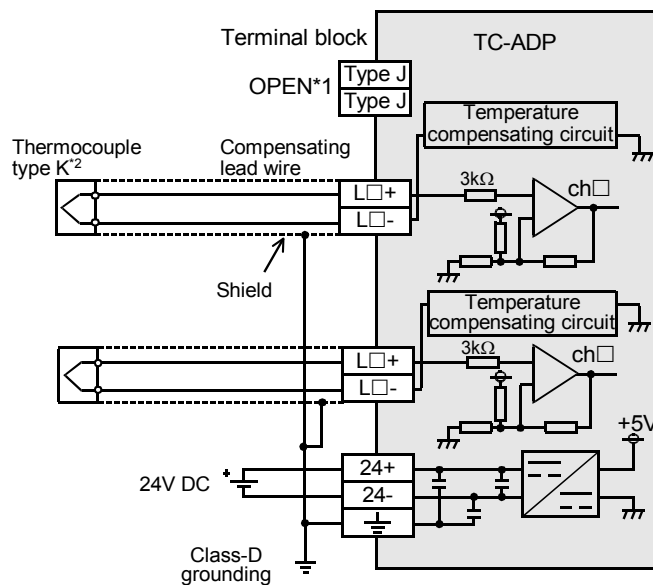 Terminal block
TC-ADP
OPEN*1
Type J
Type J
Temperature
compensating circuit
Thermocouple
type K*2
Compensating
lead wire
L□+
L□-
3kΩ
ch□
Shield
Temperature
compensating circuit
L□+
L□-
3kΩ
ch□
+5V
24V DC
+
24+
24-
Class-D
grounding